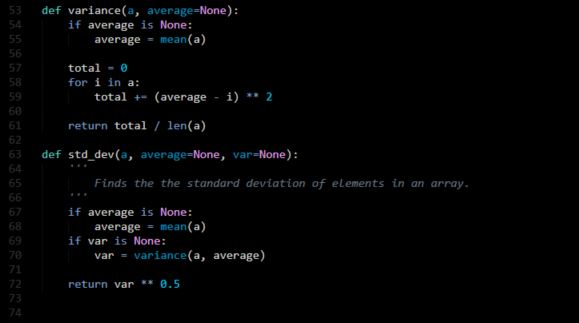 53 def variance(a, average=None):
54     if average is None:
55         average = mean(a)
56
57     total = 0
58     for i in a:
59         total += (average - i) ** 2
60
61     return total / len(a)
62
63 def std_dev(a, average=None, var=None):
64     '''
65         Finds the the standard deviation of elements in an array.
66     '''
67     if average is None:
68         average = mean(a)
69     if var is None:
70         var = variance(a, average)
71
72     return var ** 0.5
73
74